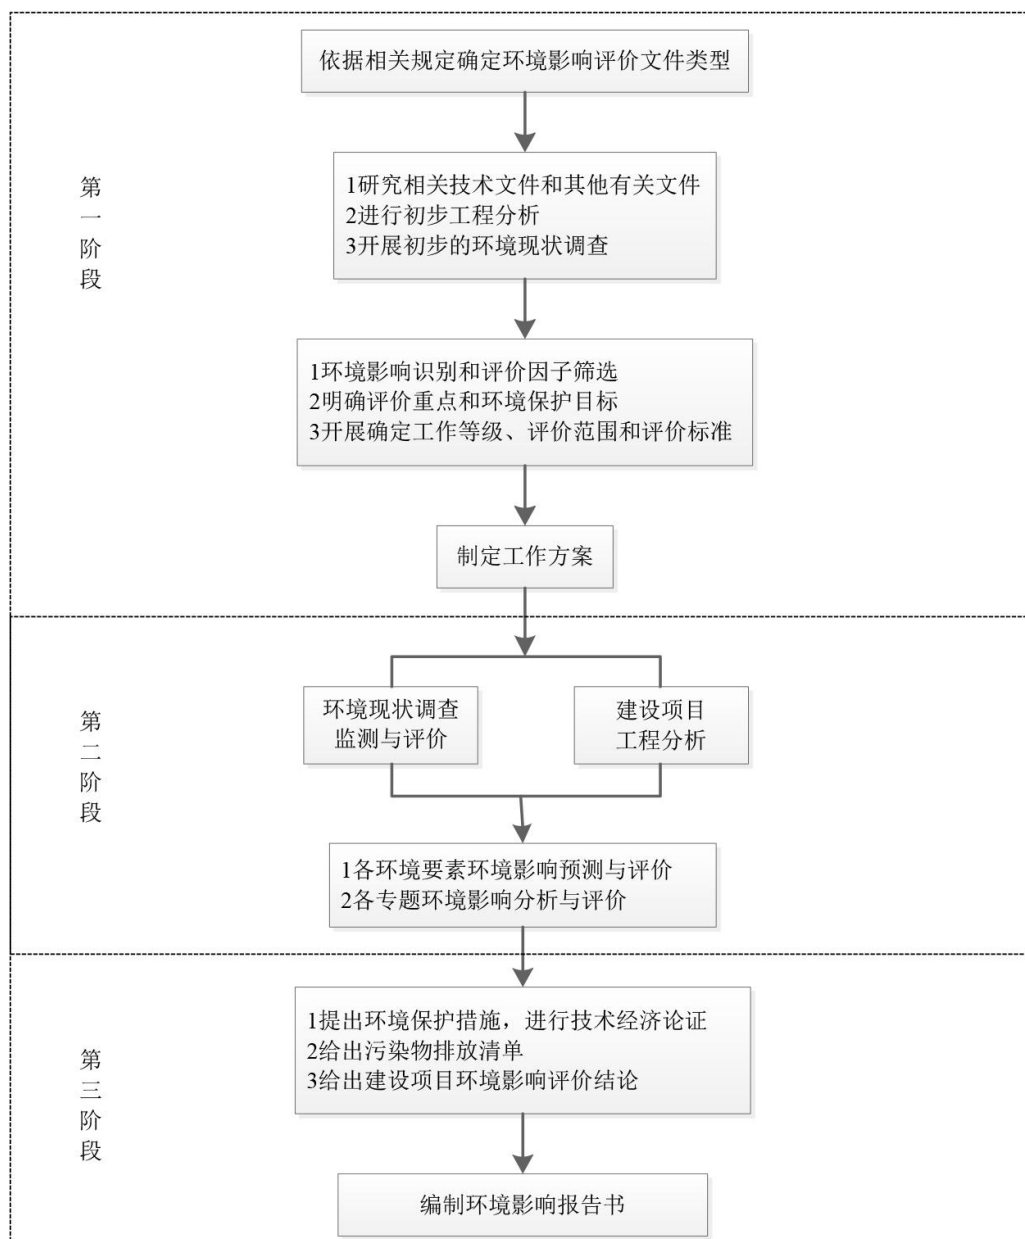 依据相关规定确定环境影响评价文件类型
第一阶段
1研究相关技术文件和其他有关文件
2进行初步工程分析
3开展初步的环境现状调查
1环境影响识别和评价因子筛选
2明确评价重点和环境保护目标
3开展确定工作等级、评价范围和评价标准
制定工作方案
第二阶段
环境现状调查
监测与评价
建设项目
工程分析
1各环境要素环境影响预测与评价
2各专题环境影响分析与评价
第三阶段
1提出环境保护措施，进行技术经济论证
2给出污染物排放清单
3给出建设项目环境影响评价结论
编制环境影响报告书